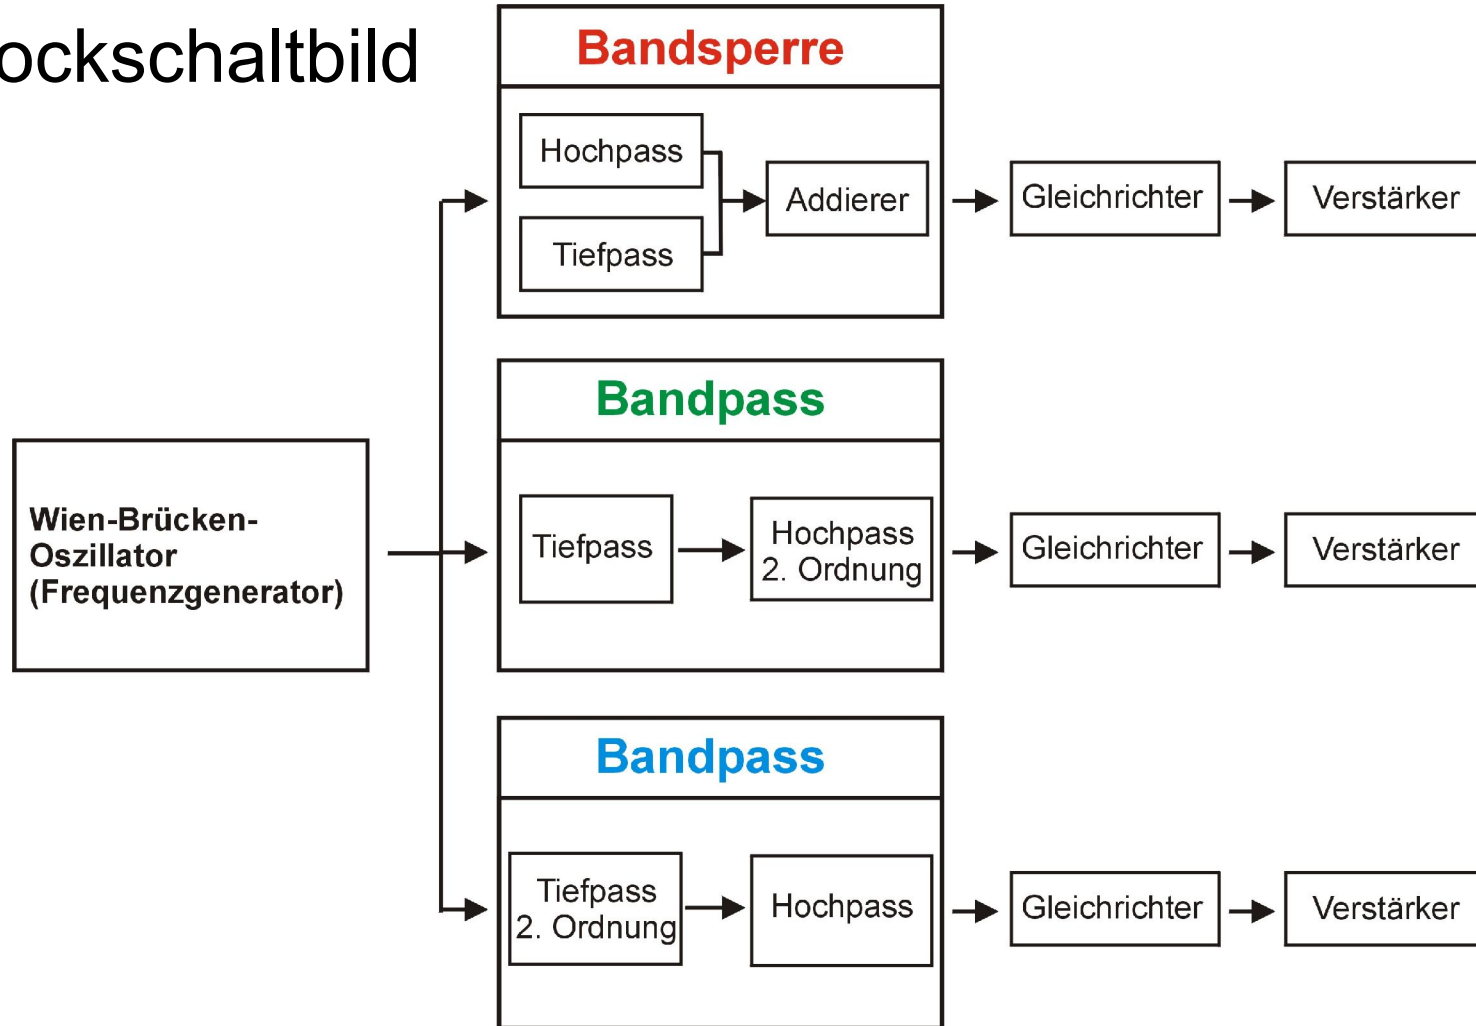 ockschaltbild
Bandsperre
Hochpass
Tiefpass
Addierer
Gleichrichter
Verstärker
Wien-Brücken-
Oszillator
(Frequenzgenerator)
Bandpass
Tiefpass
Hochpass
2. Ordnung
Gleichrichter
Verstärker
Bandpass
Tiefpass
2. Ordnung
Hochpass
Gleichrichter
Verstärker